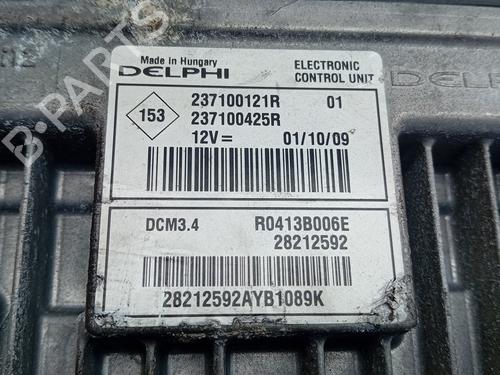 Made in Hungary
DELPHI
ELECTRONIC
CONTROL UNIT
153
237100121R 01
237100425R
12V= 01/10/09
DCM3.4 R0413B006E
28212592
28212592AYB1089K
DELPHI
B-PARTS